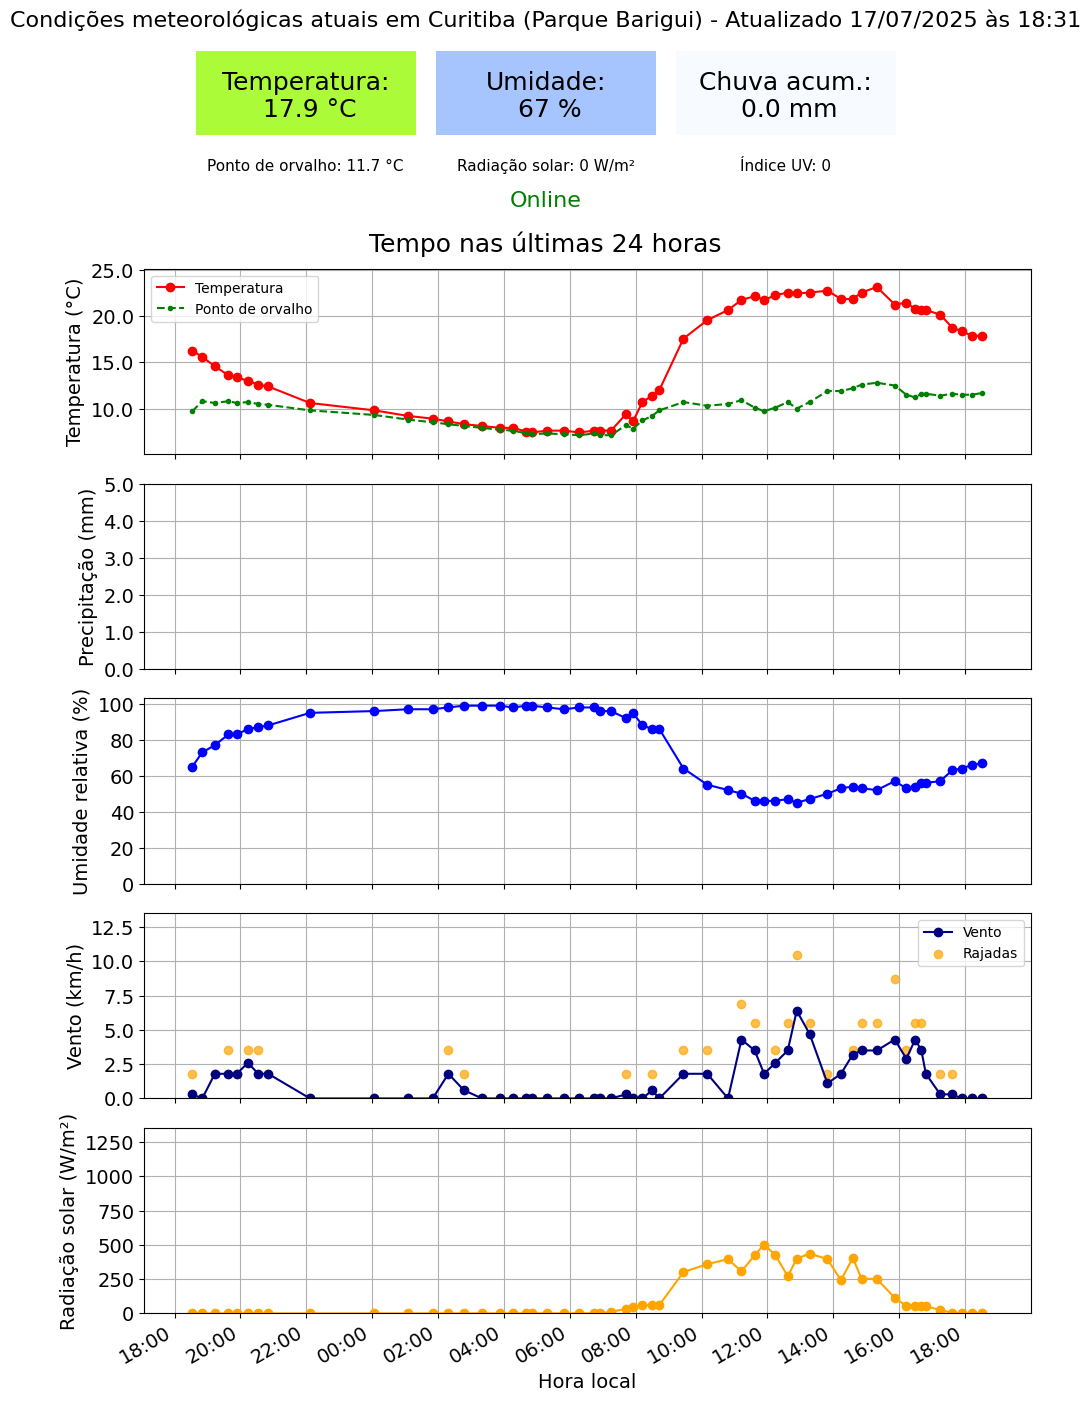 Condições meteorológicas atuais em Curitiba (Parque Barigui) - Atualizado 17/07/2025 às 18:31
Temperatura:
17.9 °C
Umidade:
67 %
Chuva acum.:
0.0 mm
Ponto de orvalho: 11.7 °C
Radiação solar: 0 W/m²
Índice UV: 0
Online
Tempo nas últimas 24 horas
Temperatura (°C)
25.0
20.0
15.0
10.0
Temperatura
Ponto de orvalho
Precipitação (mm)
5.0
4.0
3.0
2.0
1.0
0.0
Umidade relativa (%)
100
80
60
40
20
0
Vento (km/h)
12.5
10.0
7.5
5.0
2.5
0.0
Vento
Rajadas
Radiação solar (W/m²)
1250
1000
750
500
250
0
18:00
20:00
22:00
00:00
02:00
04:00
06:00
08:00
10:00
12:00
14:00
16:00
18:00
Hora local